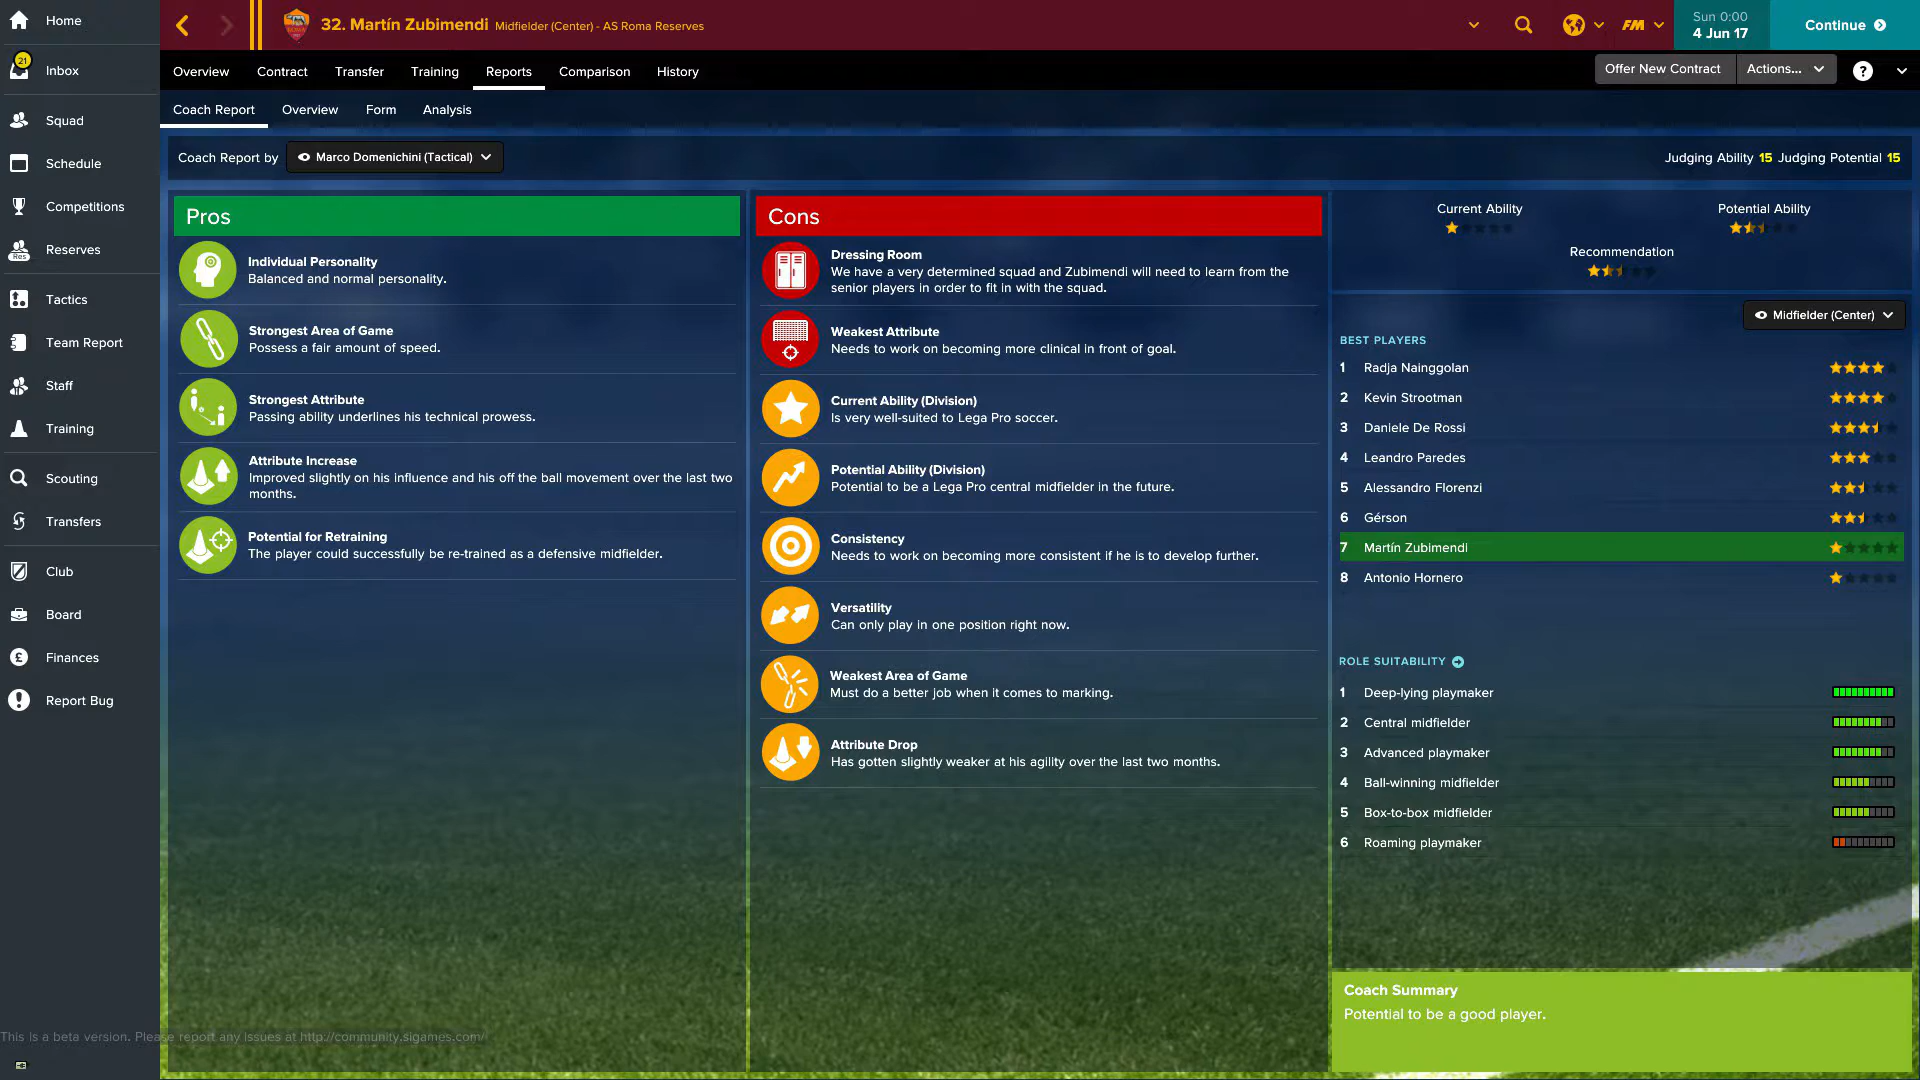 Home
32. Martín Zubimendi Midfielder (Center) - AS Roma Reserves
FM
Sun 0:00
4 Jun 17
Continue
21
Inbox
Overview Contract Transfer Training Reports Comparison History
Offer New Contract Actions... ?
Coach Report Overview Form Analysis
Squad
Schedule
Competitions
Res
Reserves
Tactics
Team Report
Staff
Training
Scouting
Transfers
Club
Board
£
Finances
Report Bug
Coach Report by Marco Domenichini (Tactical)
Judging Ability 15 Judging Potential 15
Pros
Individual Personality
Balanced and normal personality.
Strongest Area of Game
Possess a fair amount of speed.
Strongest Attribute
Passing ability underlines his technical prowess.
Attribute Increase
Improved slightly on his influence and his off the ball movement over the last two
months.
Potential for Retraining
The player could successfully be re-trained as a defensive midfielder.
Cons
Dressing Room
We have a very determined squad and Zubimendi will need to learn from the
senior players in order to fit in with the squad.
Weakest Attribute
Needs to work on becoming more clinical in front of goal.
Current Ability (Division)
Is very well-suited to Lega Pro soccer.
Potential Ability (Division)
Potential to be a Lega Pro central midfielder in the future.
Consistency
Needs to work on becoming more consistent if he is to develop further.
Versatility
Can only play in one position right now.
Weakest Area of Game
Must do a better job when it comes to marking.
Attribute Drop
Has gotten slightly weaker at his agility over the last two months.
Current Ability
Potential Ability
Recommendation
Midfielder (Center)
BEST PLAYERS
1 Radja Nainggolan
2 Kevin Strootman
3 Daniele De Rossi
4 Leandro Paredes
5 Alessandro Florenzi
6 Gérson
7 Martín Zubimendi
8 Antonio Hornero
ROLE SUITABILITY
1 Deep-lying playmaker
2 Central midfielder
3 Advanced playmaker
4 Ball-winning midfielder
5 Box-to-box midfielder
6 Roaming playmaker
Coach Summary
Potential to be a good player.
This is a beta version. Please report any issues at http://community.sigames.com/